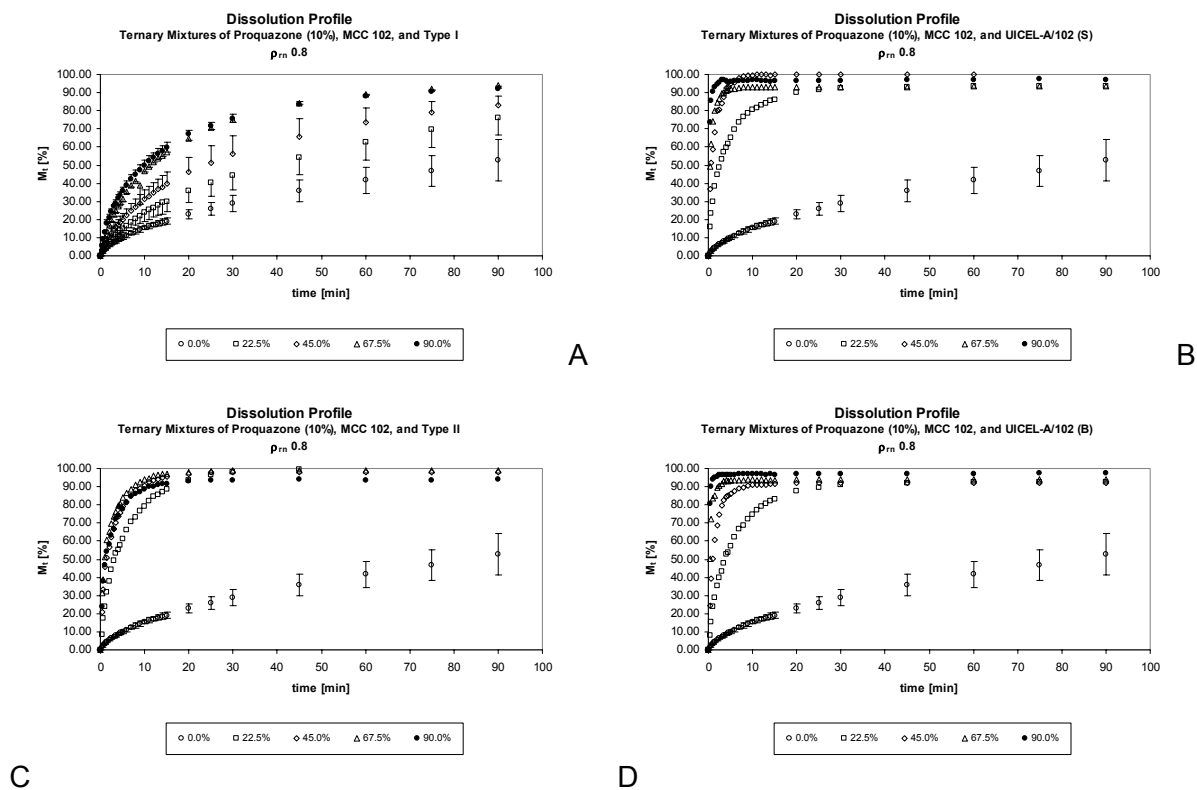 Dissolution Profile
Ternary Mixtures of Proquazone (10%), MCC 102, and Type I
ρrn 0.8
100.00
90.00
80.00
70.00
60.00
50.00
40.00
30.00
20.00
10.00
0.00
Mt [%]
0 10 20 30 40 50 60 70 80 90 100
time [min]
0.0% 22.5% 45.0% 67.5% 90.0%
A
Dissolution Profile
Ternary Mixtures of Proquazone (10%), MCC 102, and UICEL-A/102 (S)
ρrn 0.8
100.00
90.00
80.00
70.00
60.00
50.00
40.00
30.00
20.00
10.00
0.00
Mt [%]
0 10 20 30 40 50 60 70 80 90 100
time [min]
0.0% 22.5% 45.0% 67.5% 90.0%
B
Dissolution Profile
Ternary Mixtures of Proquazone (10%), MCC 102, and Type II
ρrn 0.8
100.00
90.00
80.00
70.00
60.00
50.00
40.00
30.00
20.00
10.00
0.00
Mt [%]
0 10 20 30 40 50 60 70 80 90 100
time [min]
0.0% 22.5% 45.0% 67.5% 90.0%
C
Dissolution Profile
Ternary Mixtures of Proquazone (10%), MCC 102, and UICEL-A/102 (B)
ρrn 0.8
100.00
90.00
80.00
70.00
60.00
50.00
40.00
30.00
20.00
10.00
0.00
Mt [%]
0 10 20 30 40 50 60 70 80 90 100
time [min]
0.0% 22.5% 45.0% 67.5% 90.0%
D